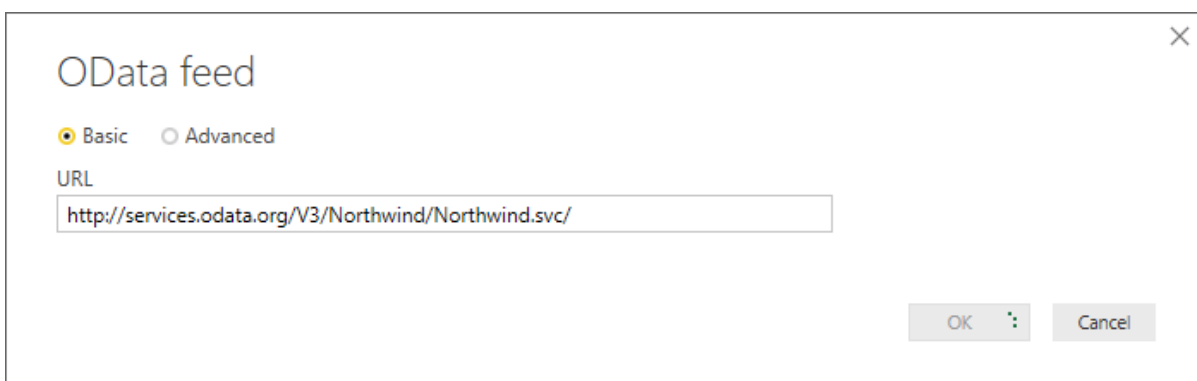 OData feed
Basic Advanced
URL
http://services.odata.org/V3/Northwind/Northwind.svc/
OK Cancel